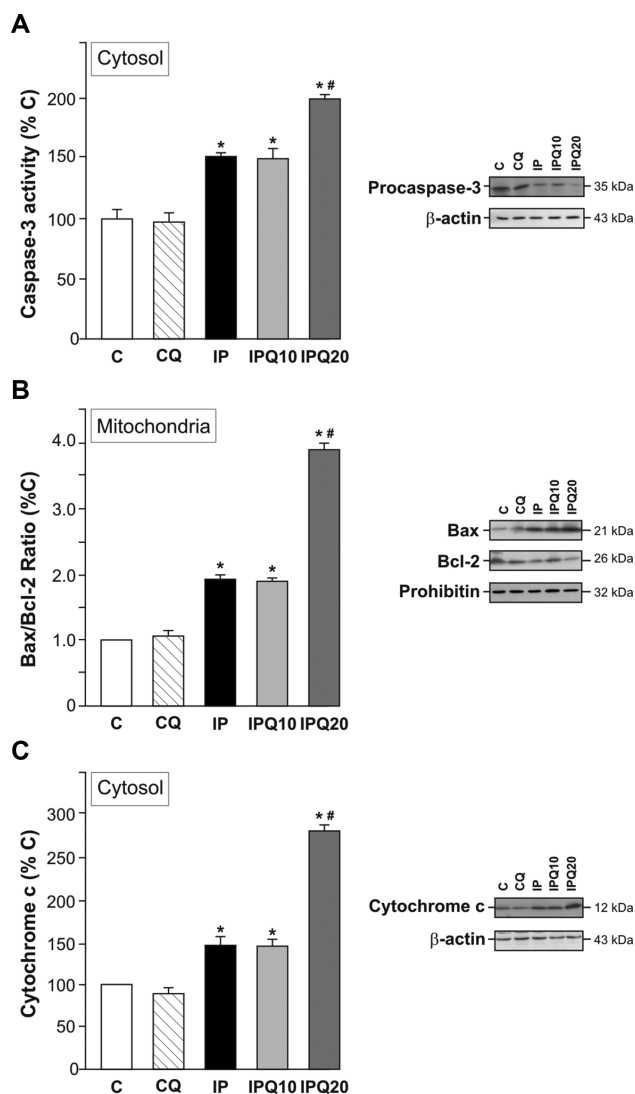 A
Cytosol
Caspase-3 activity (% C)
200
150
100
50
0
* *
* #
C CQ IP IPQ10 IPQ20
C CQ IP IPQ10 IPQ20
Procaspase-3 35 kDa
β-actin 43 kDa
B
Mitochondria
Bax/Bcl-2 Ratio (%C)
4.0
3.0
2.0
1.0
0
* *
* #
C CQ IP IPQ10 IPQ20
C CQ IP IPQ10 IPQ20
Bax 21 kDa
Bcl-2 26 kDa
Prohibitin 32 kDa
C
Cytosol
Cytochrome c (% C)
300
250
200
150
100
50
0
* *
* #
C CQ IP IPQ10 IPQ20
C CQ IP IPQ10 IPQ20
Cytochrome c 12 kDa
β-actin 43 kDa